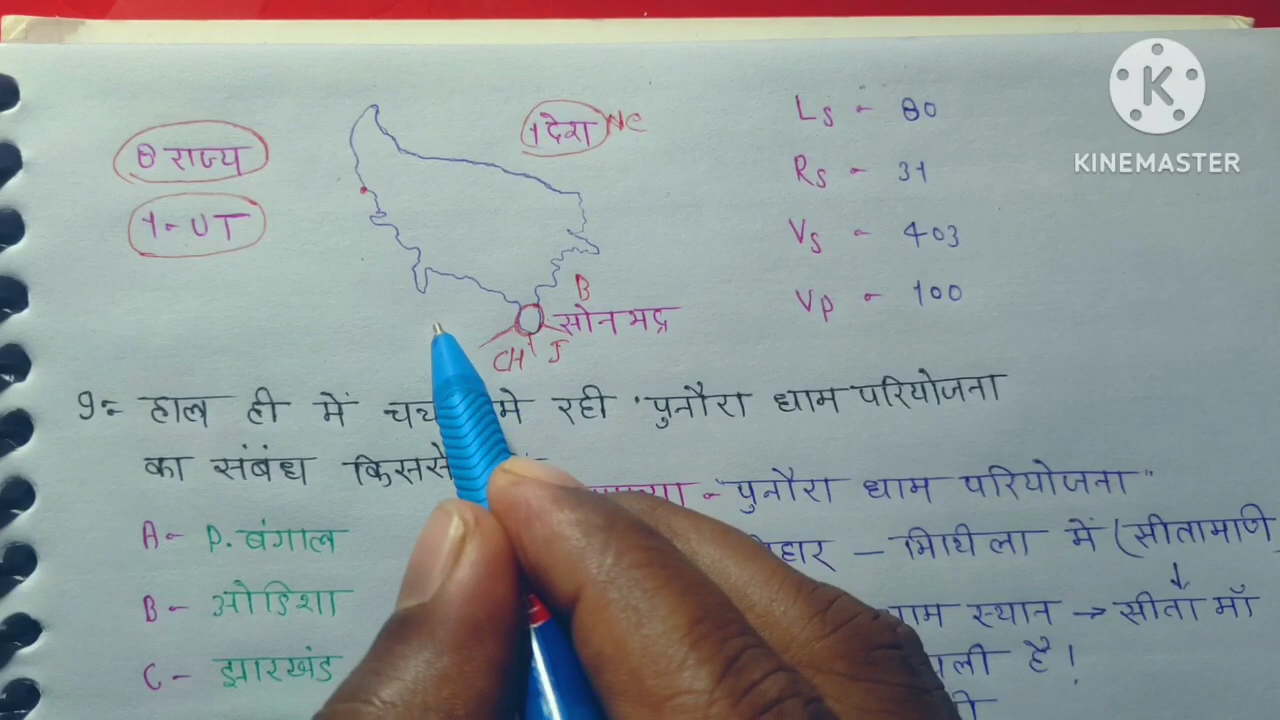 8 राज्य
1 = UT
1 देश Ne
B
सोनभद्र
CH J
Ls - 80
Rs - 31
Vs - 403
Vp - 100
KINEMASTER
9 = हाल ही में में रही 'पुनौरा धाम परियोजना
का संबंध किससे
A - P. बंगाल
B - ओडिशा
C - झारखंड
- "पुनौरा धाम परियोजना"
- मिथिला में (सीतामणि
स्थान → सीता माँ
है !